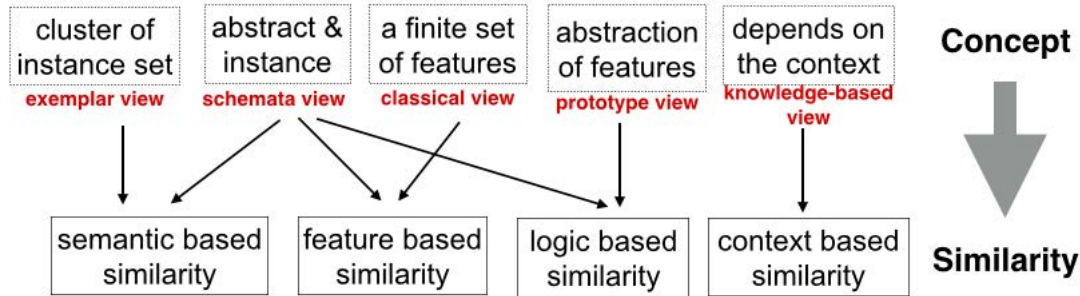 cluster of
instance set
exemplar view
abstract &
instance
schemata view
a finite set
of features
classical view
abstraction
of features
prototype view
depends on
the context
knowledge-based
view
Concept
semantic based
similarity
feature based
similarity
logic based
similarity
context based
similarity
Similarity